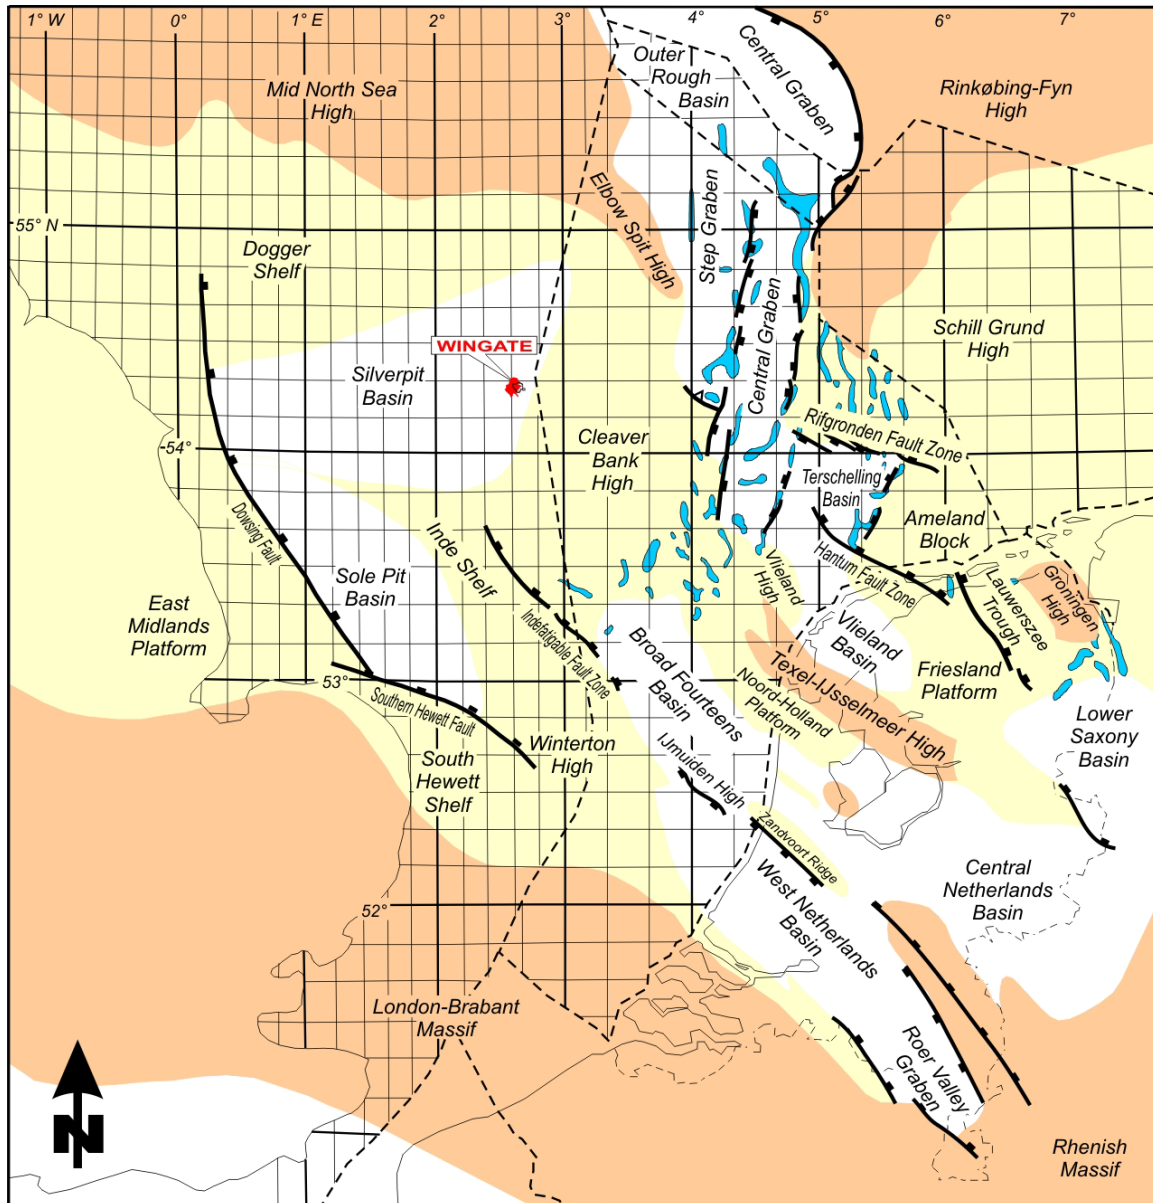 1° W
0°
1° E
2°
3°
4°
5°
6°
7°
Mid North Sea
High
Outer
Rough
Basin
Central Graben
Rinkøbing-Fyn
High
Elbow Spit High
Step Graben
55° N
Dogger
Shelf
Central Graben
Schill Grund
High
WINGATE
Silverpit
Basin
Cleaver
Bank
High
Rifgronden Fault Zone
54°
Terschelling
Basin
Ameland
Block
Dowsing Fault
Inde Shelf
Vlieland
High
Hantum Fault Zone
Lauwerszee
Trough
Groningen
High
Sole Pit
Basin
East
Midlands
Platform
Indefatigable Fault Zone
Vlieland
Basin
Broad Fourteens
Basin
Texel-IJsselmeer High
Friesland
Platform
53°
Southern Hewett Fault
Noord-Holland
Platform
Lower
Saxony
Basin
South
Hewett
Shelf
Winterton
High
IJmuiden High
Zandvoort Ridge
West Netherlands
Basin
Central
Netherlands
Basin
52°
London-Brabant
Massif
Roer Valley
Graben
Rhenish
Massif
N